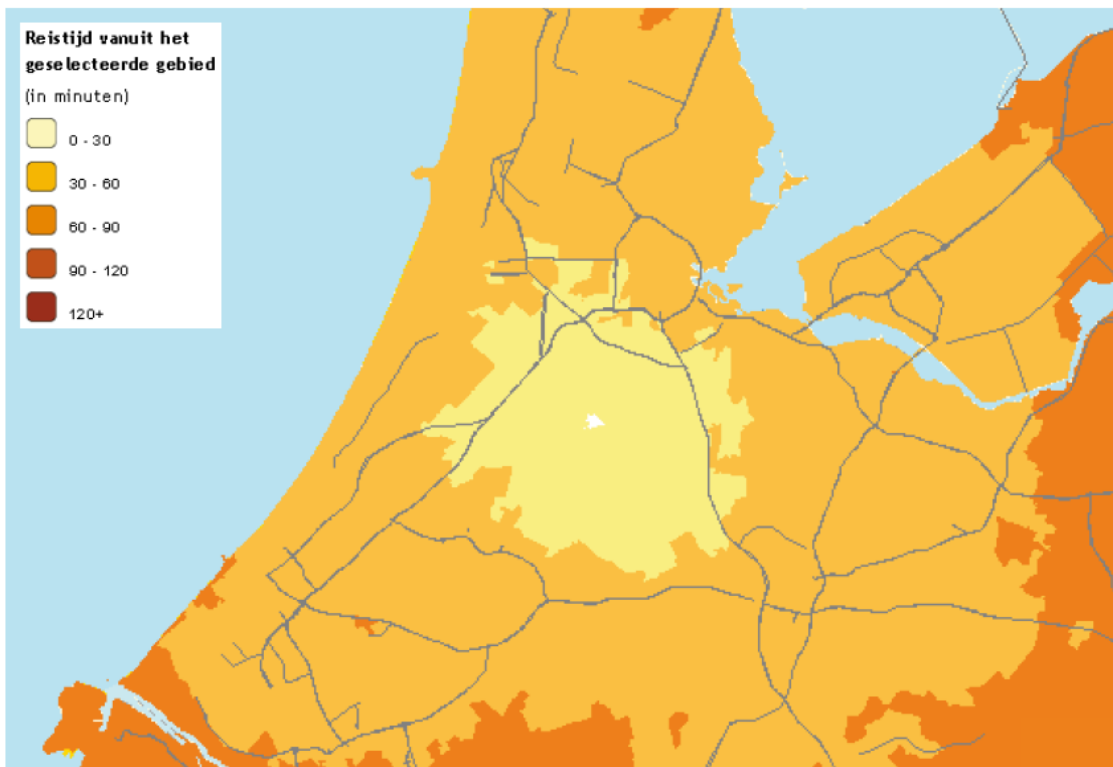 Reistijd vanuit het
geselecteerde gebied
(in minuten)
0 - 30
30 - 60
60 - 90
90 - 120
120+